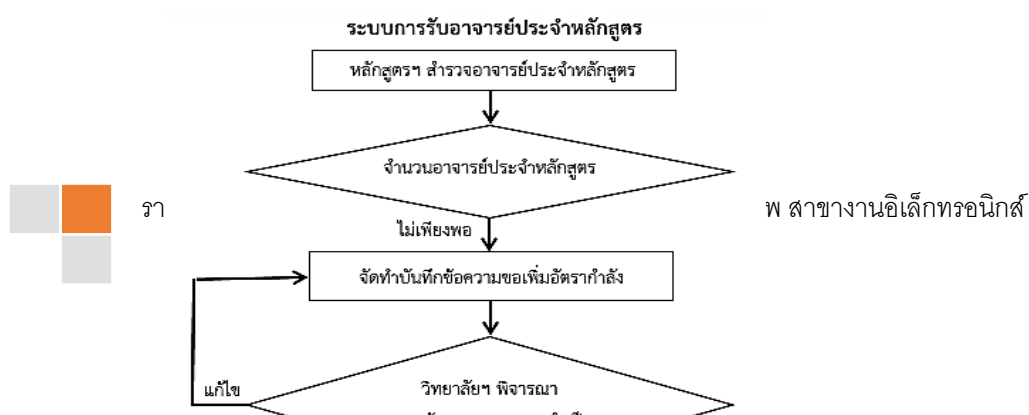 ระบบการรับอาจารย์ประจำหลักสูตร
หลักสูตรฯ สำรวจอาจารย์ประจำหลักสูตร
จำนวนอาจารย์ประจำหลักสูตร
รา
พ สาขางานอิเล็กทรอนิกส์
ไม่เพียงพอ
จัดทำบันทึกข้อความขอเพิ่มอัตรากำลัง
แก้ไข
วิทยาลัยฯ พิจารณา